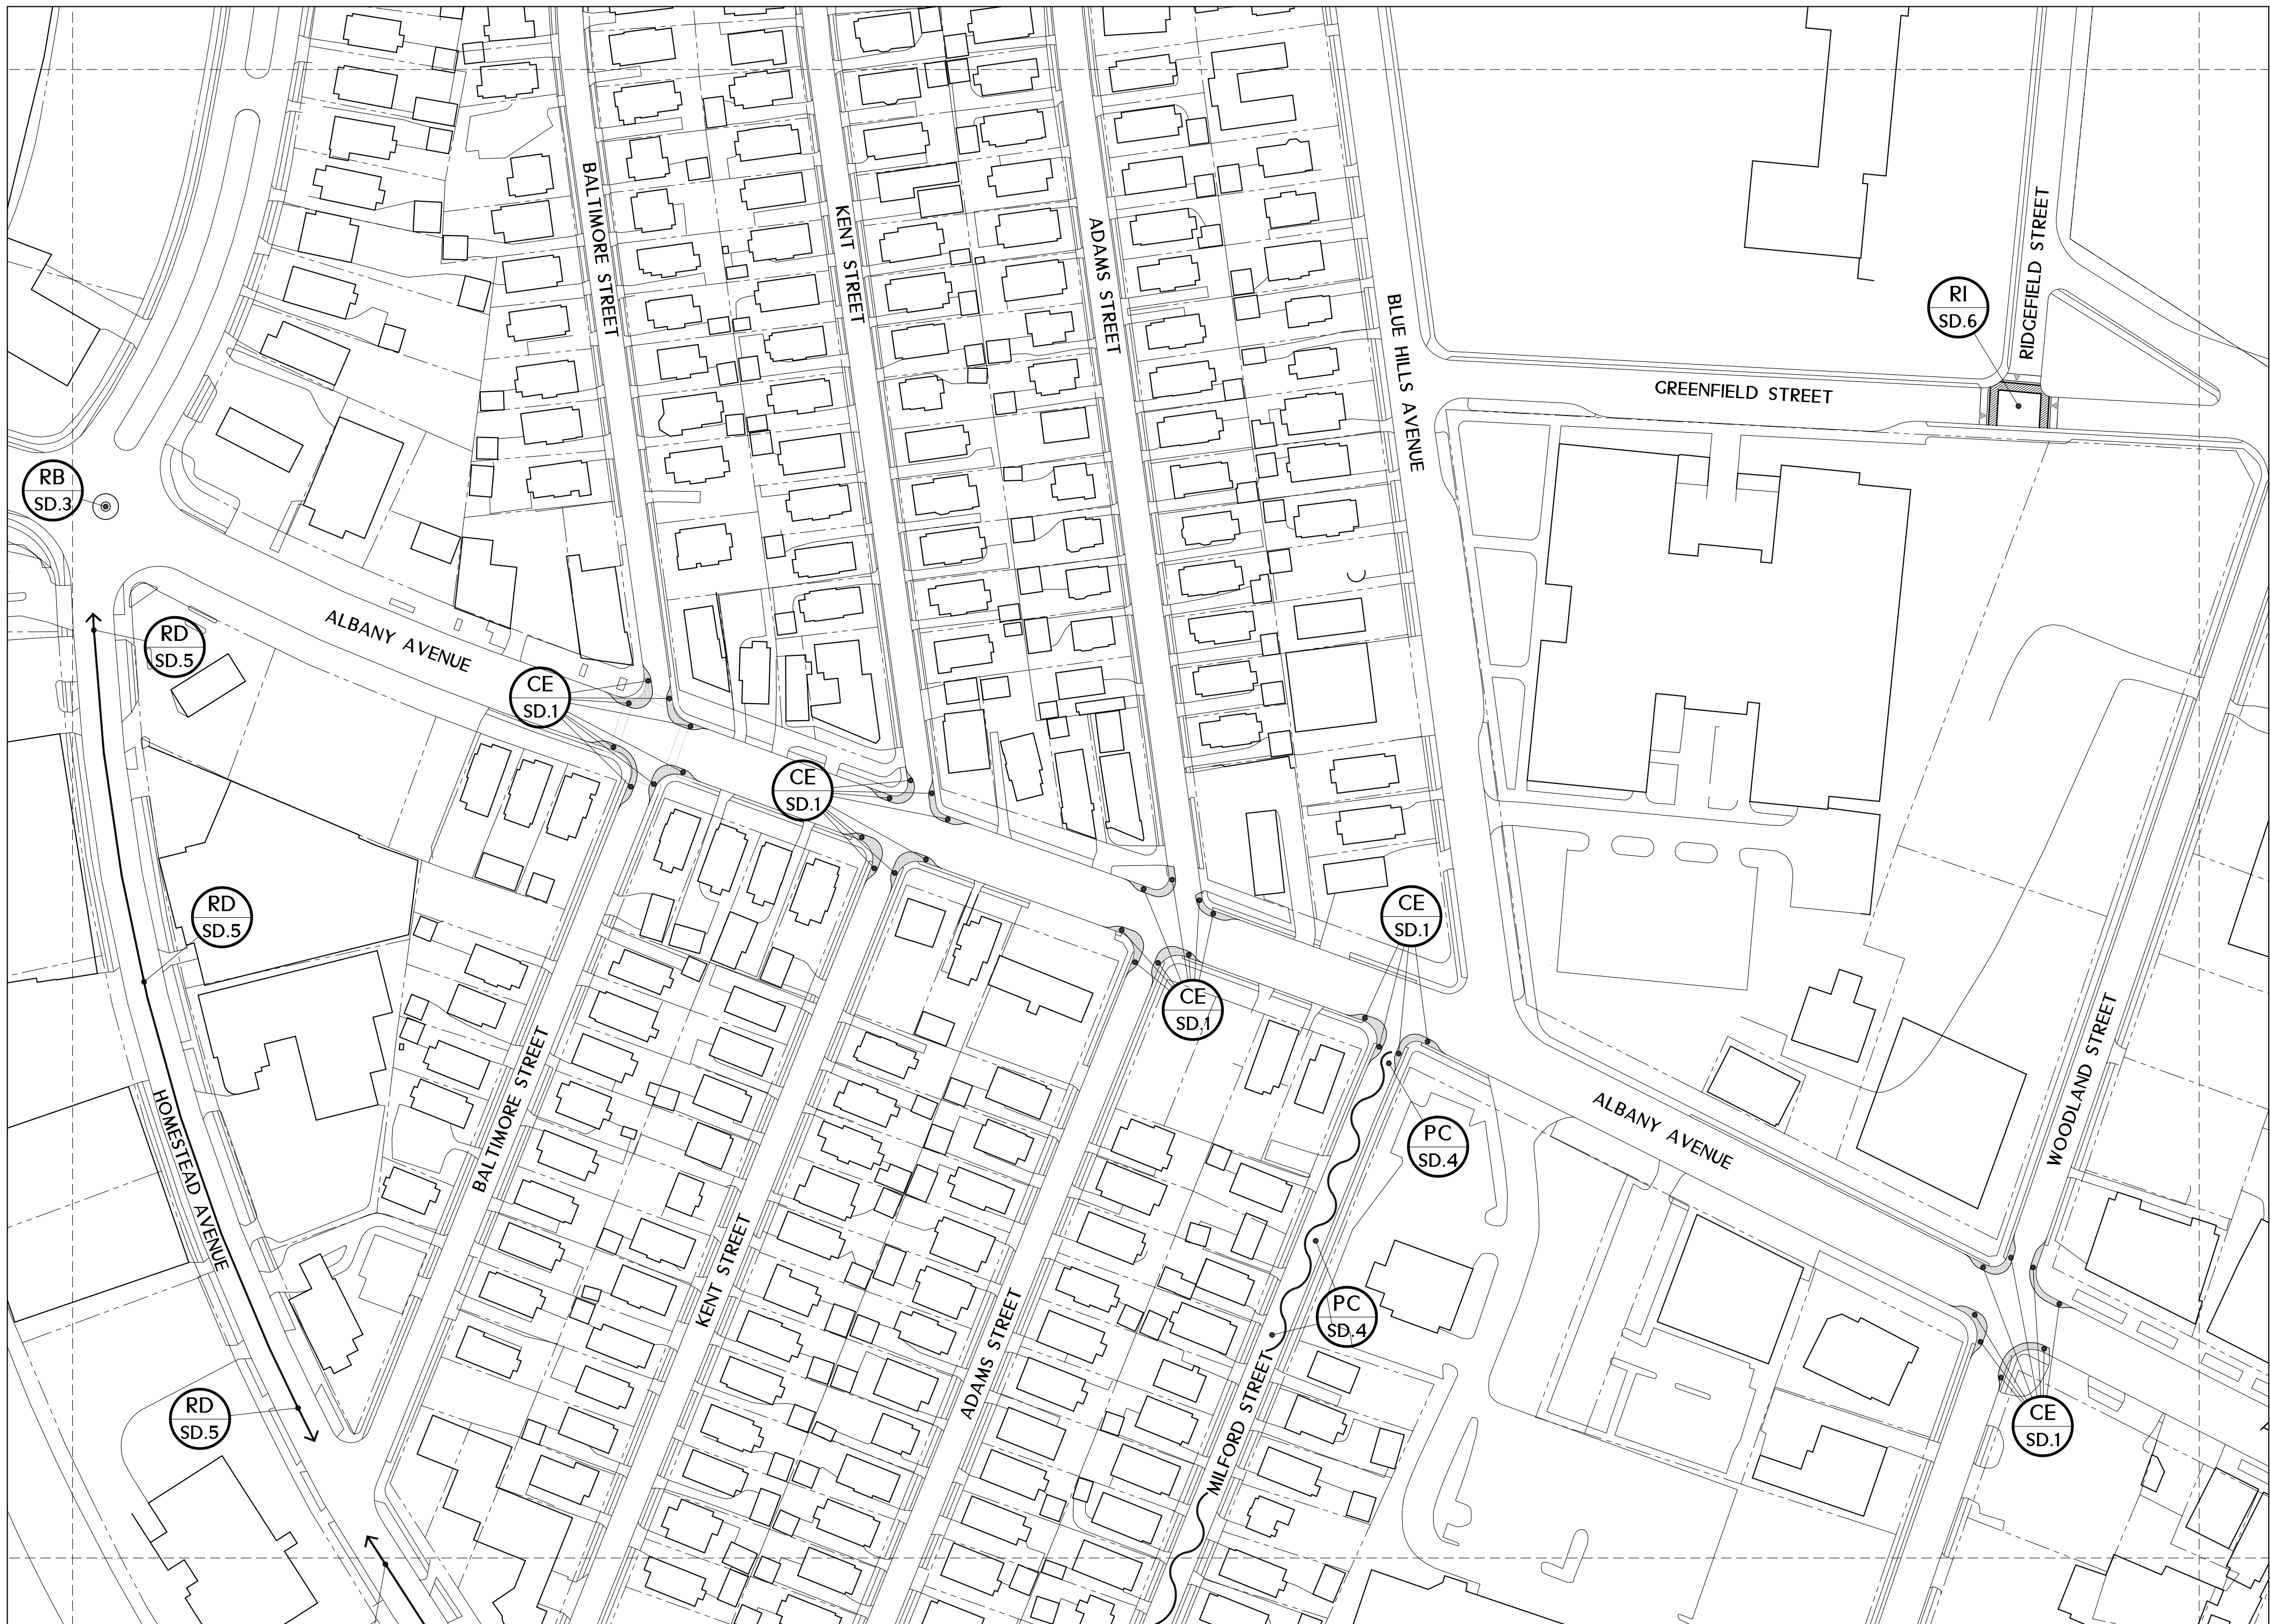 BALTIMORE STREET
KENT STREET
ADAMS STREET
BLUE HILLS AVENUE
RIDGEFIELD STREET
RI
SD.6
GREENFIELD STREET
RB
SD.3
ALBANY AVENUE
RD
SD.5
CE
SD.1
CE
SD.1
RD
SD.5
CE
SD.1
CE
SD.1
HOMESTEAD AVENUE
BALTIMORE STREET
KENT STREET
ADAMS STREET
MILFORD STREET
PC
SD.4
PC
SD.4
ALBANY AVENUE
WOODLAND STREET
RD
SD.5
CE
SD.1